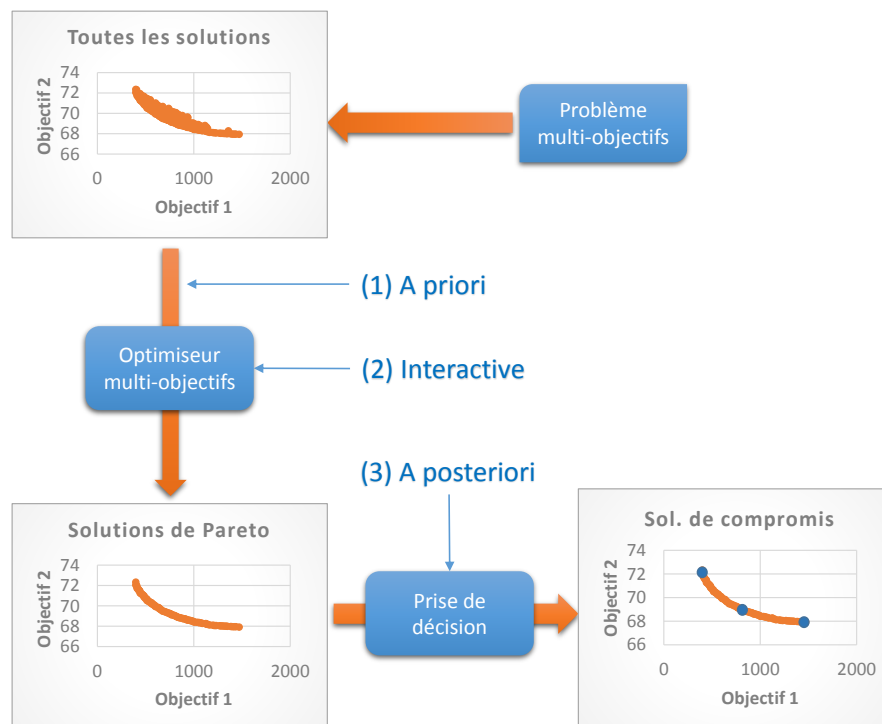 Toutes les solutions
Objectif 2
74
72
70
68
66
0
1000
2000
Objectif 1
Problème
multi-objectifs
(1) A priori
Optimiseur
multi-objectifs
(2) Interactive
(3) A posteriori
Solutions de Pareto
Objectif 2
74
72
70
68
66
0
1000
2000
Objectif 1
Prise de
décision
Sol. de compromis
Objectif 2
74
72
70
68
66
0
1000
2000
Objectif 1